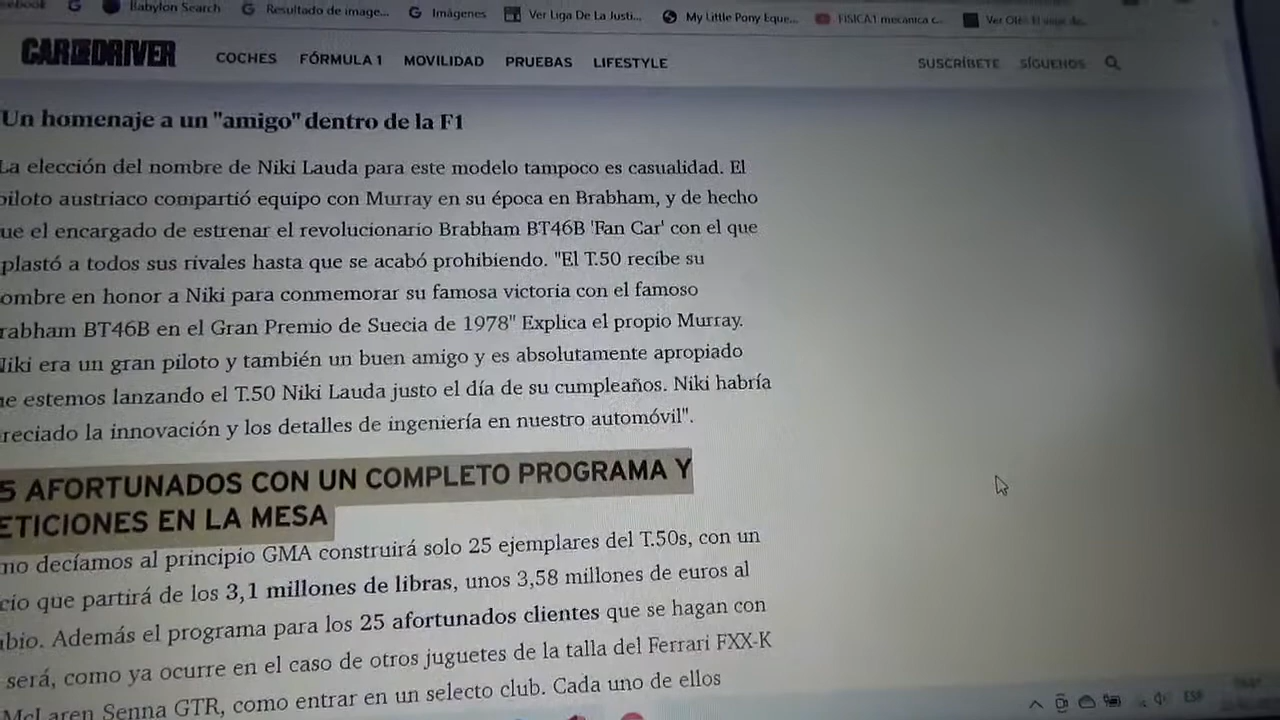 Babylon Search
Resultado de image...
Imágenes
Ver Liga De La Justi...
My Little Pony Eque...
FISICA1 mecánica c...
CAR DRIVER
COCHES FÓRMULA 1 MOVILIDAD PRUEBAS LIFESTYLE
SUSCRÍBETE SÍGUENOS
Un homenaje a un "amigo" dentro de la F1
La elección del nombre de Niki Lauda para este modelo tampoco es casualidad. El
piloto austriaco compartió equipo con Murray en su época en Brabham, y de hecho
ue el encargado de estrenar el revolucionario Brabham BT46B 'Fan Car' con el que
plastó a todos sus rivales hasta que se acabó prohibiendo. "El T.50 recibe su
ombre en honor a Niki para conmemorar su famosa victoria con el famoso
rabham BT46B en el Gran Premio de Suecia de 1978" Explica el propio Murray.
Niki era un gran piloto y también un buen amigo y es absolutamente apropiado
ue estemos lanzando el T.50 Niki Lauda justo el día de su cumpleaños. Niki habría
reciado la innovación y los detalles de ingeniería en nuestro automóvil".
5 AFORTUNADOS CON UN COMPLETO PROGRAMA Y
ETICIONES EN LA MESA
mo decíamos al principio GMA construirá solo 25 ejemplares del T.50s, con un
cio que partirá de los 3,1 millones de libras, unos 3,58 millones de euros al
bio. Además el programa para los 25 afortunados clientes que se hagan con
será, como ya ocurre en el caso de otros juguetes de la talla del Ferrari FXX-K
McLaren Senna GTR, como entrar en un selecto club. Cada uno de ellos
ESP